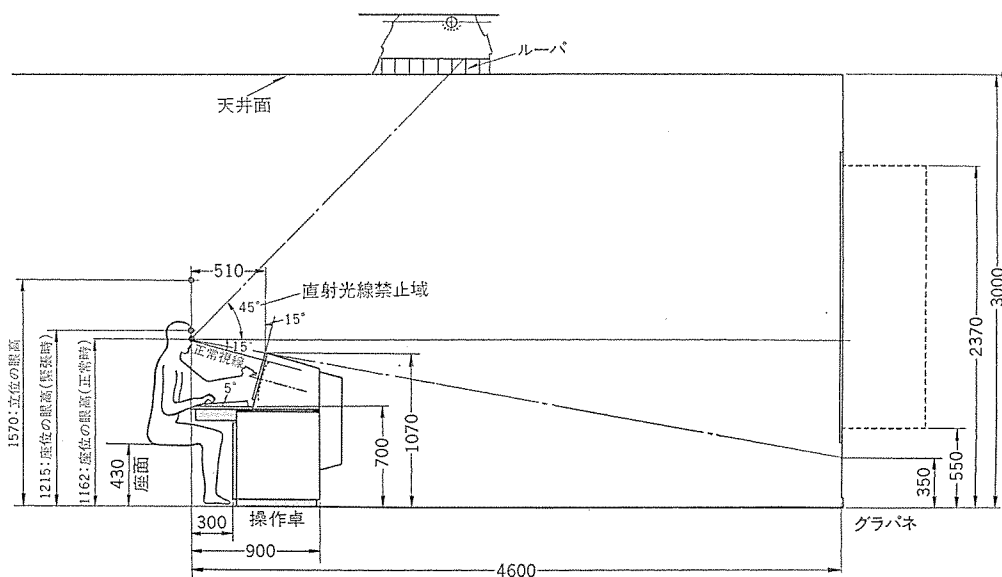 ルーバ
天井面
3000
510
直射光線禁止域
45°
15°
15°
正常視線
5°
2370
1570:立位の眼高
1215:座位の眼高(緊張時)
1162:座位の眼高(正常時)
430
座面
1070
700
550
350
300
操作卓
グラパネ
900
4600